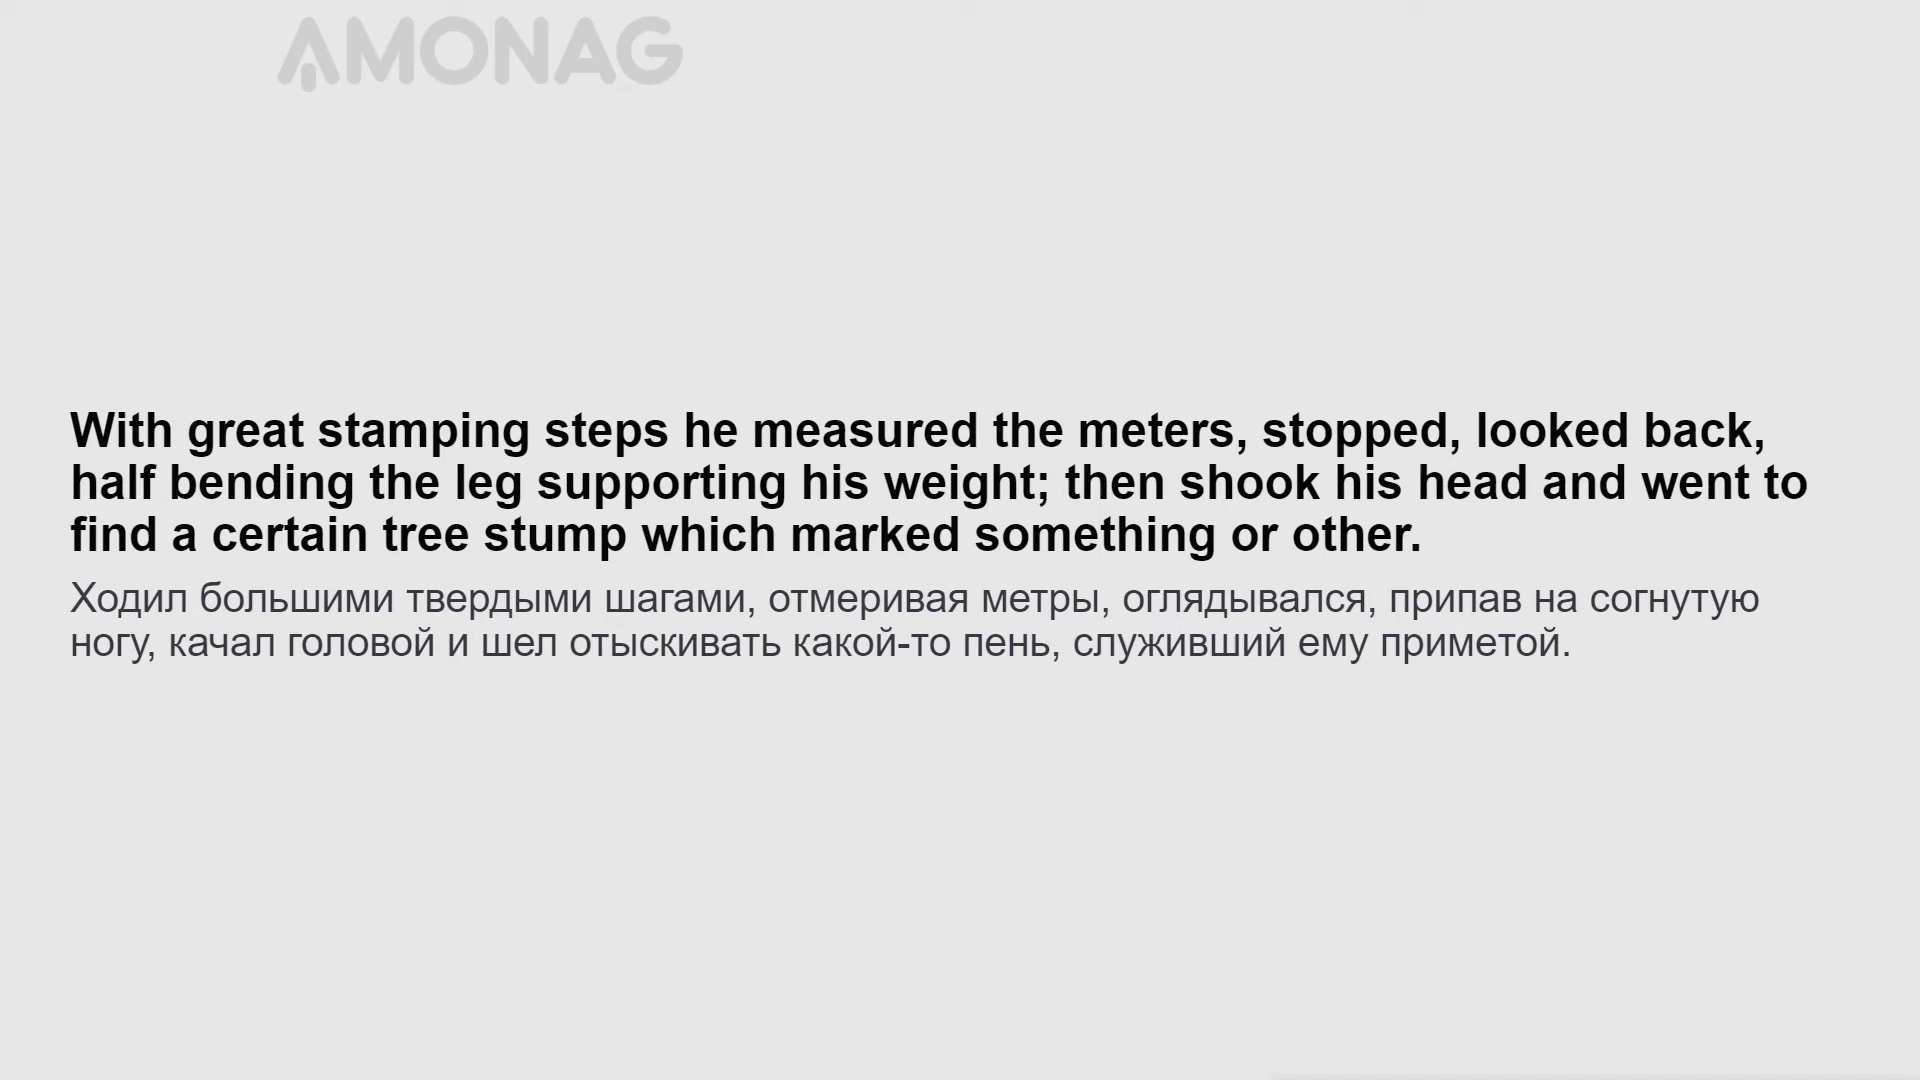 AMONAG
With great stamping steps he measured the meters, stopped, looked back,
half bending the leg supporting his weight; then shook his head and went to
find a certain tree stump which marked something or other.
Ходил большими твердыми шагами, отмеривая метры, оглядывался, припав на согнутую
ногу, качал головой и шел отыскивать какой-то пень, служивший ему приметой.